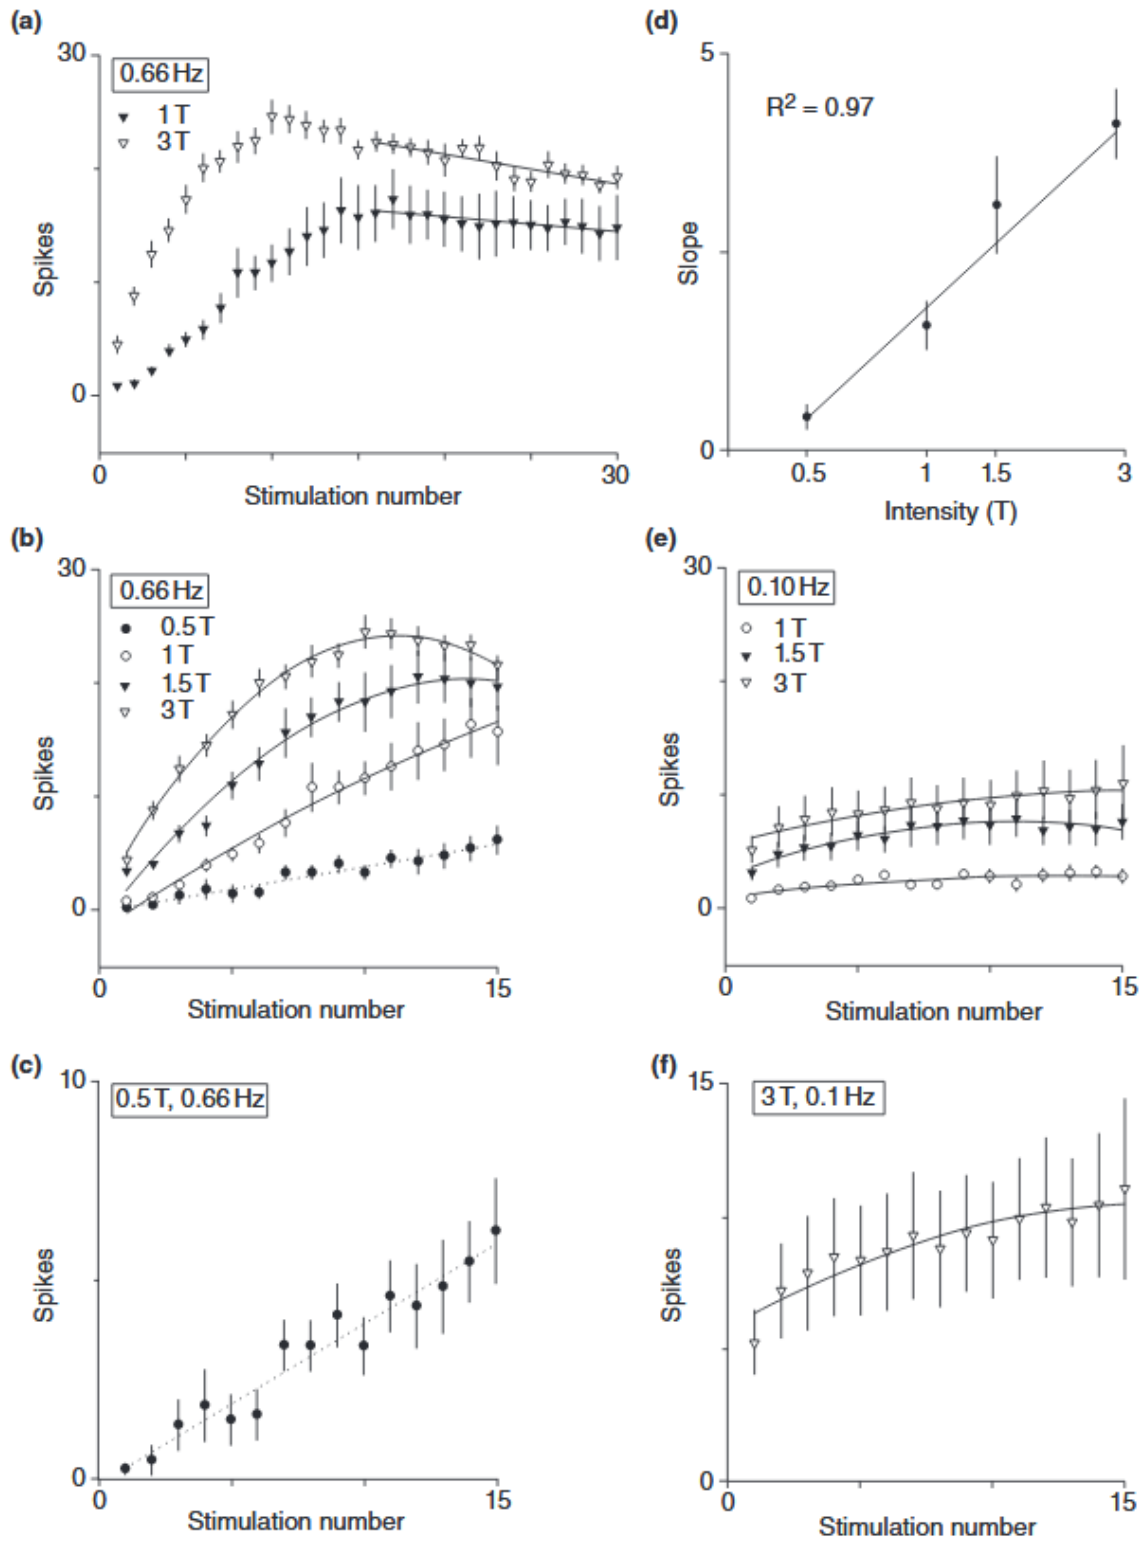 (a)
30
0.66 Hz
1 T
3 T
Spikes
0
0
30
Stimulation number
(b)
30
0.66 Hz
0.5 T
1 T
1.5 T
3 T
Spikes
0
0
15
Stimulation number
(c)
10
0.5 T, 0.66 Hz
Spikes
0
0
15
Stimulation number
(d)
5
R² = 0.97
Slope
0
0.5
1
1.5
3
Intensity (T)
(e)
30
0.10 Hz
1 T
1.5 T
3 T
Spikes
0
0
15
Stimulation number
(f)
15
3 T, 0.1 Hz
Spikes
0
0
15
Stimulation number